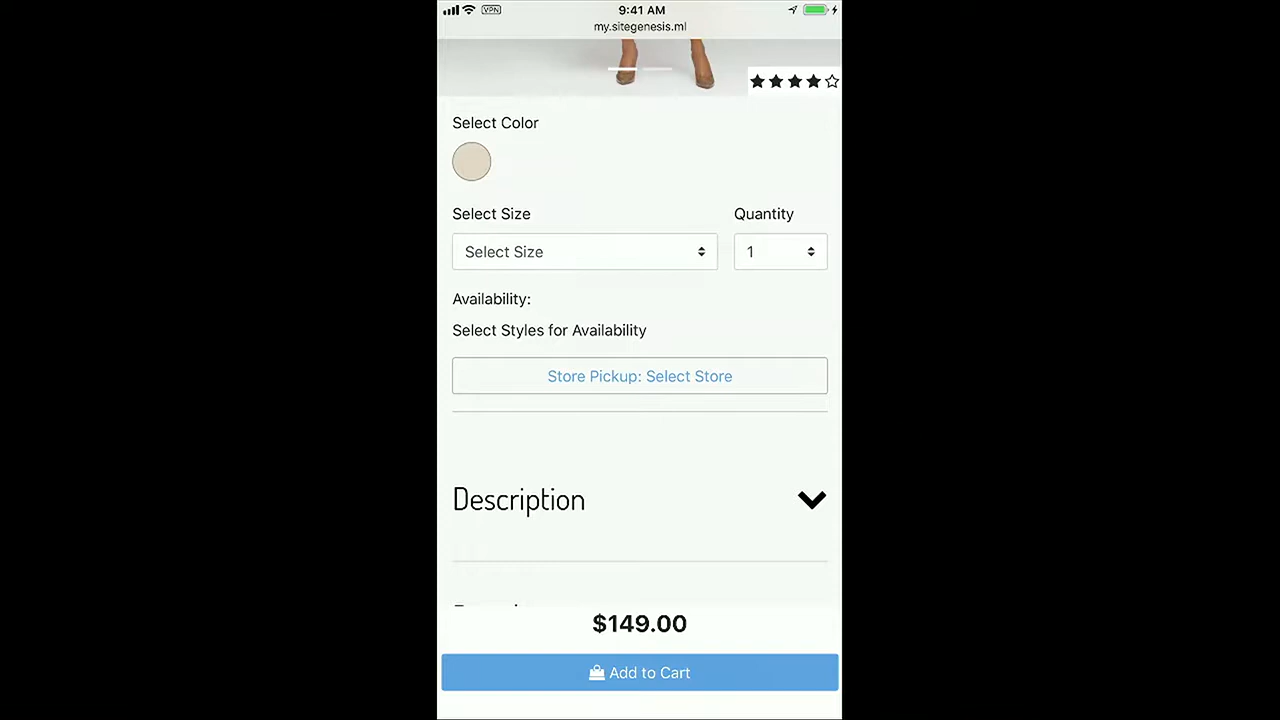 VPN
9:41 AM
my.sitegenesis.ml
Select Color
Select Size
Quantity
Select Size
1
Availability:
Select Styles for Availability
Store Pickup: Select Store
Description
$149.00
Add to Cart